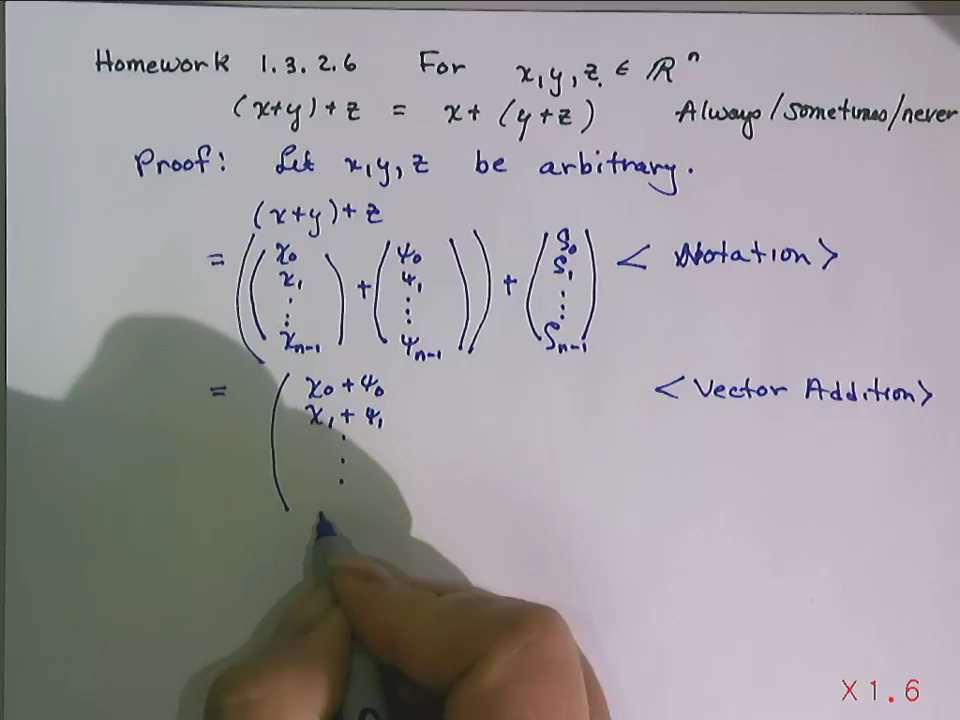 Homework 1.3.2.6 For x,y,z ∈ ℝⁿ
(x+y)+z = x+(y+z) Always/sometimes/never
Proof: Let x,y,z be arbitrary.
(x+y)+z
= ((χ₀ χ₁ ⋮ χₙ₋₁) + (ψ₀ ψ₁ ⋮ ψₙ₋₁)) + (ζ₀ ζ₁ ⋮ ζₙ₋₁) < Notation >
= ( χ₀+ψ₀ < Vector Addition >
χ₁+ψ₁
⋮
X1.6